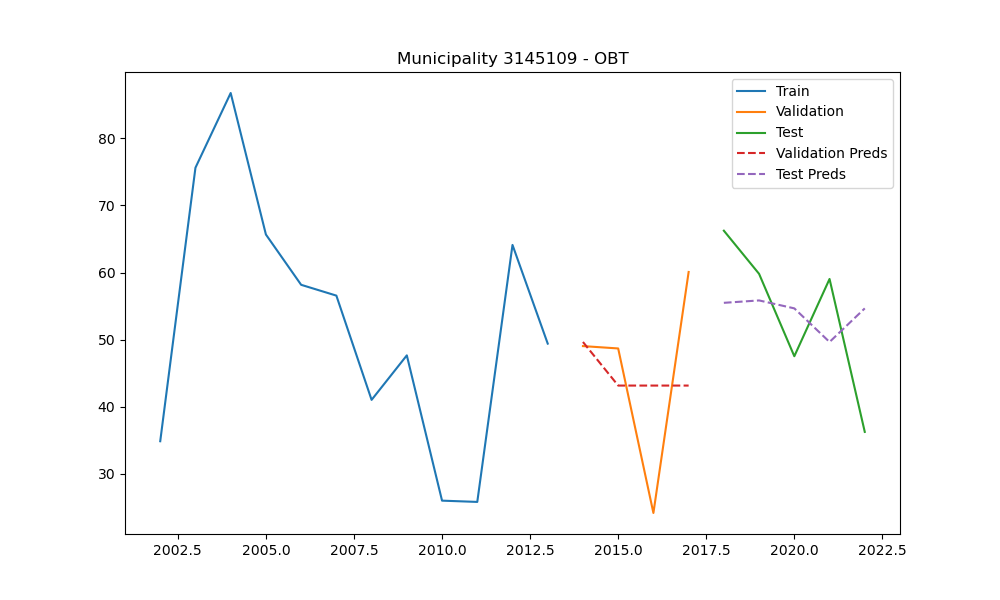 Municipality 3145109 - OBT
Train
Validation
Test
Validation Preds
Test Preds
80
70
60
50
40
30
2002.5 2005.0 2007.5 2010.0 2012.5 2015.0 2017.5 2020.0 2022.5